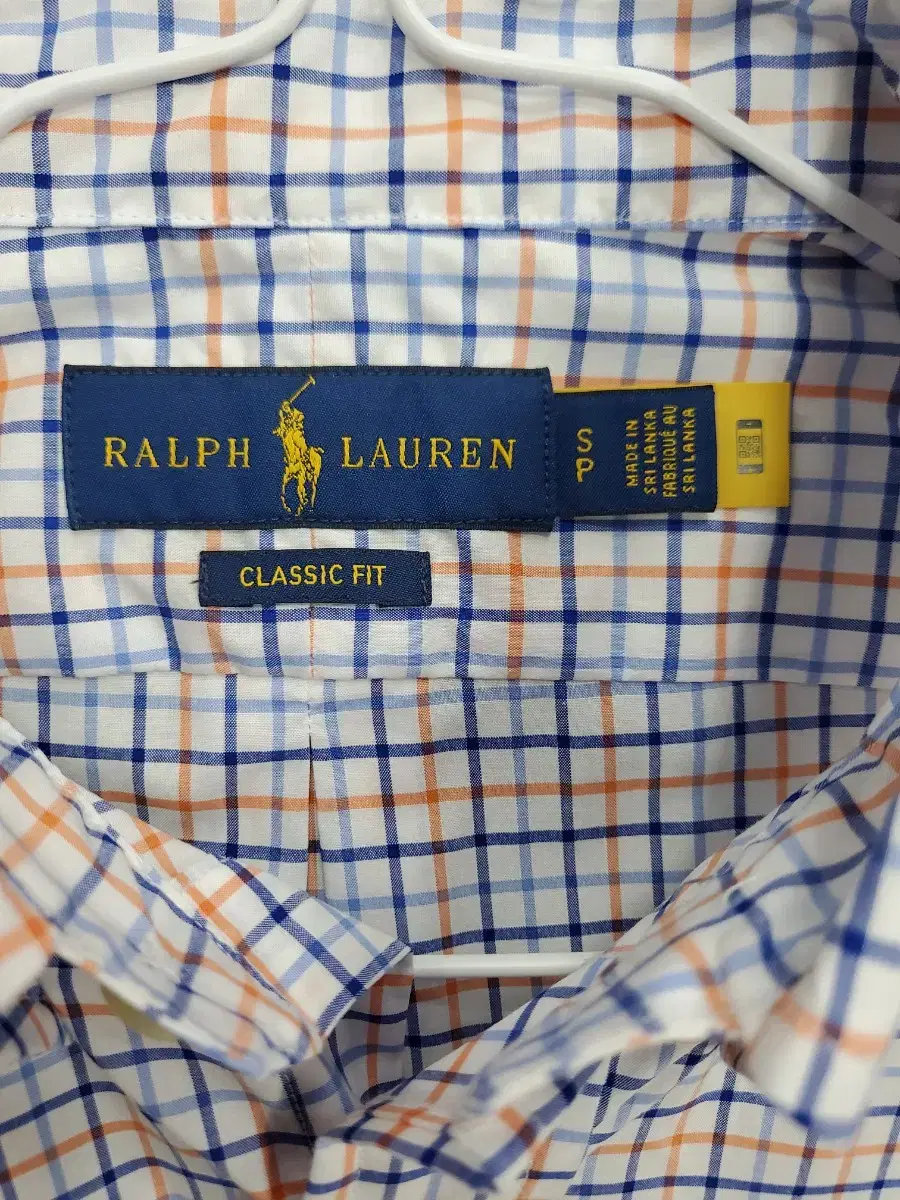 RALPH LAUREN
S
P
MADE IN
SRI LANKA
FABRIQUÉ AU
SRI LANKA
CLASSIC FIT